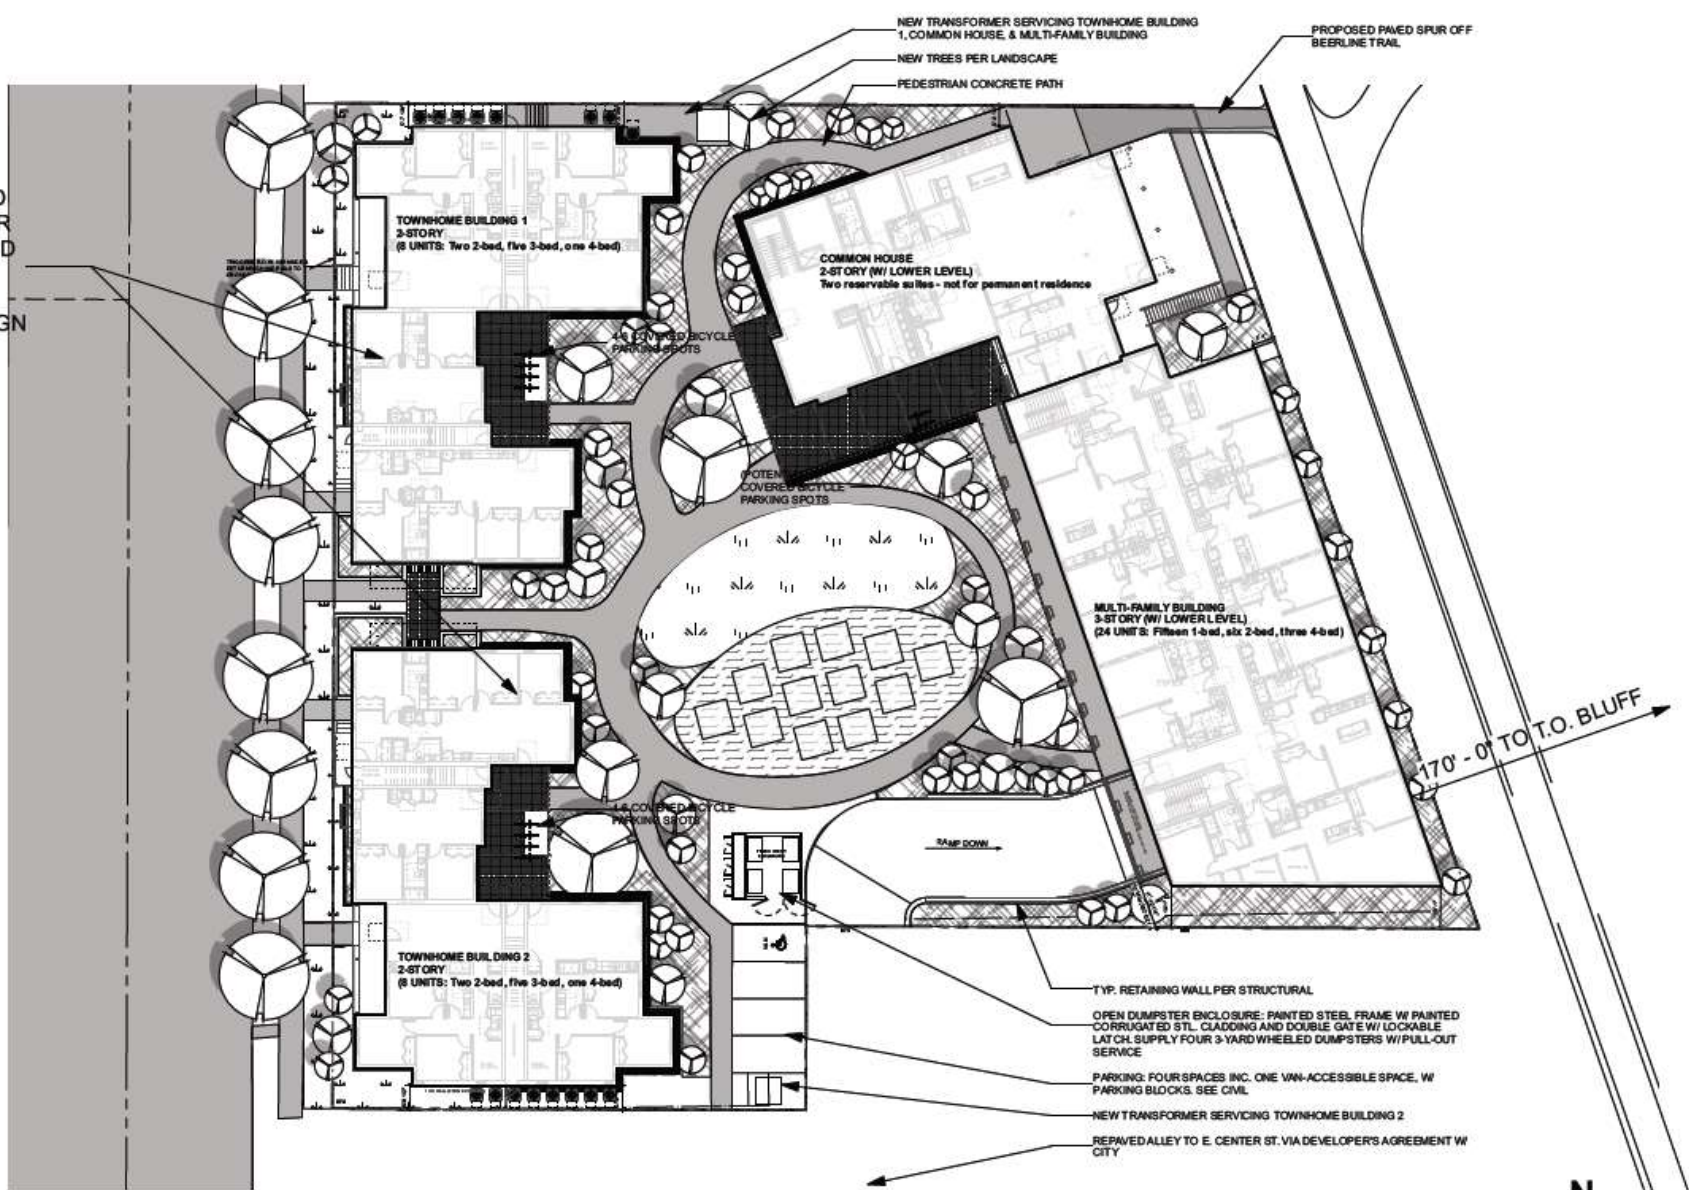 NEW TRANSFORMER SERVICING TOWNHOME BUILDING
1, COMMON HOUSE, & MULTI-FAMILY BUILDING
NEW TREES PER LANDSCAPE
PEDESTRIAN CONCRETE PATH
PROPOSED PAVED SPUR OFF
BEERLINE TRAIL
O
R
D
GN
TOWNHOME BUILDING 1
2-STORY
(8 UNITS: Two 2-bed, five 3-bed, one 4-bed)
COMMON HOUSE
2-STORY (W/ LOWER LEVEL)
Two reservable suites - not for permanent residence
4-6 COVERED BICYCLE
PARKING SPOTS
COVERED BICYCLE
PARKING SPOTS
MULTI-FAMILY BUILDING
3-STORY (W/ LOWER LEVEL)
(24 UNITS: Fifteen 1-bed, six 2-bed, three 4-bed)
170' - 0" TO T.O. BLUFF
4-6 COVERED BICYCLE
PARKING SPOTS
RAMP DOWN
TOWNHOME BUILDING 2
2-STORY
(8 UNITS: Two 2-bed, five 3-bed, one 4-bed)
TYP. RETAINING WALL PER STRUCTURAL
OPEN DUMPSTER ENCLOSURE: PAINTED STEEL FRAME W/ PAINTED
CORRUGATED STL. CLADDING AND DOUBLE GATE W/ LOCKABLE
LATCH. SUPPLY FOUR 3-YARD WHEELED DUMPSTERS W/ PULL-OUT
SERVICE
PARKING: FOUR SPACES INC. ONE VAN-ACCESSIBLE SPACE, W/
PARKING BLOCKS. SEE CIVIL
NEW TRANSFORMER SERVICING TOWNHOME BUILDING 2
REPAVED ALLEY TO E. CENTER ST. VIA DEVELOPER'S AGREEMENT W/
CITY
N